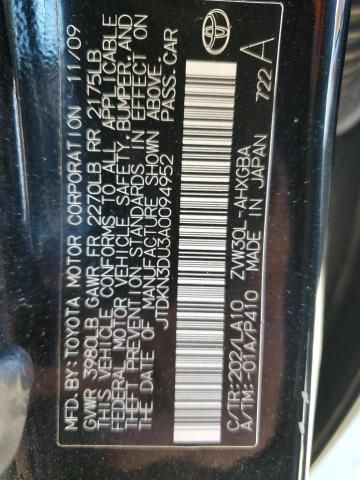 MFD. BY: TOYOTA MOTOR CORPORATION 11/09
GVWR 3980LB GAWR FR 2270LB RR 2175LB
THIS VEHICLE CONFORMS TO ALL APPLICABLE
FEDERAL MOTOR VEHICLE SAFETY, BUMPER, AND
THEFT PREVENTION STANDARDS IN EFFECT ON
THE DATE OF MANUFACTURE SHOWN ABOVE.
JTDKN3DU3A0094952 PASS. CAR
C/TR: 202/LA10 ZVW30L-AHXGBA
A/TM: -01A/P410 MADE IN JAPAN 722 A
TOYOTA